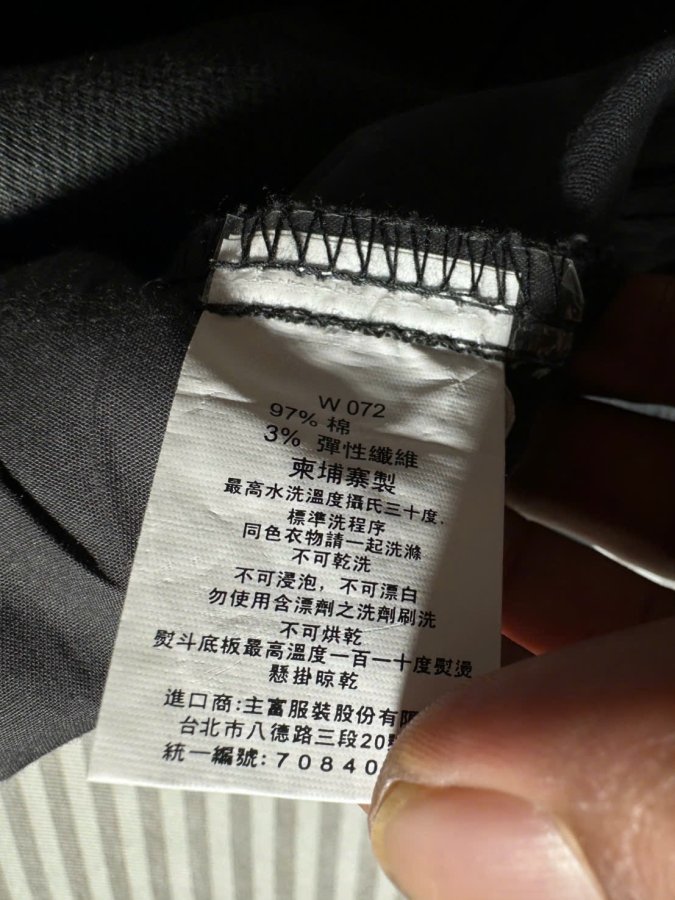 W 072
97% 棉
3% 彈性纖維
柬埔寨製
最高水洗溫度攝氏三十度.
標準洗程序
同色衣物請一起洗滌
不可乾洗
不可浸泡, 不可漂白
勿使用含漂劑之洗劑刷洗
不可烘乾
熨斗底板最高溫度一百一十度熨燙
懸掛晾乾
進口商:主富服裝股份有限
台北市八德路三段20號
統一編號:70840